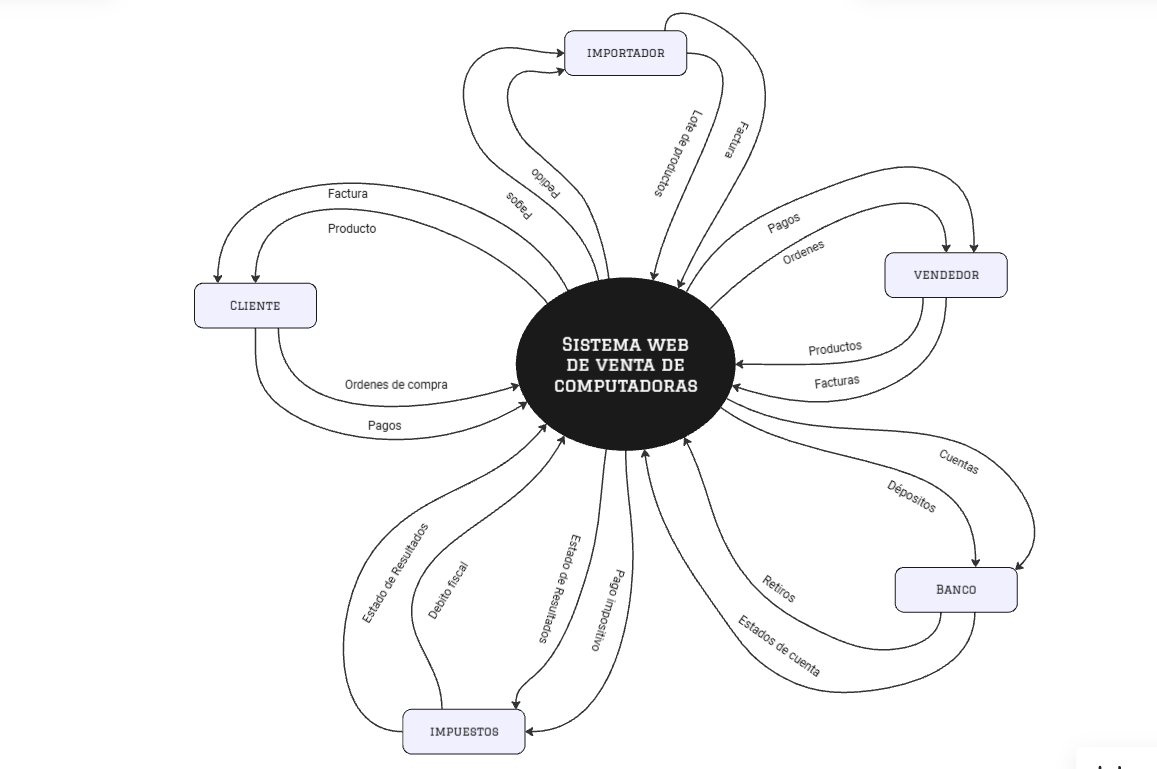 IMPORTADOR
Lote de productos
Factura
Pedido
Pagos
Factura
Producto
CLIENTE
Ordenes de compra
Pagos
Pagos
Ordenes
VENDEDOR
Productos
Facturas
SISTEMA WEB
DE VENTA DE
COMPUTADORAS
Cuentas
Dépositos
BANCO
Retiros
Estados de cuenta
Estado de Resultados
Debito fiscal
Estado de Resultados
Pago impositivo
IMPUESTOS